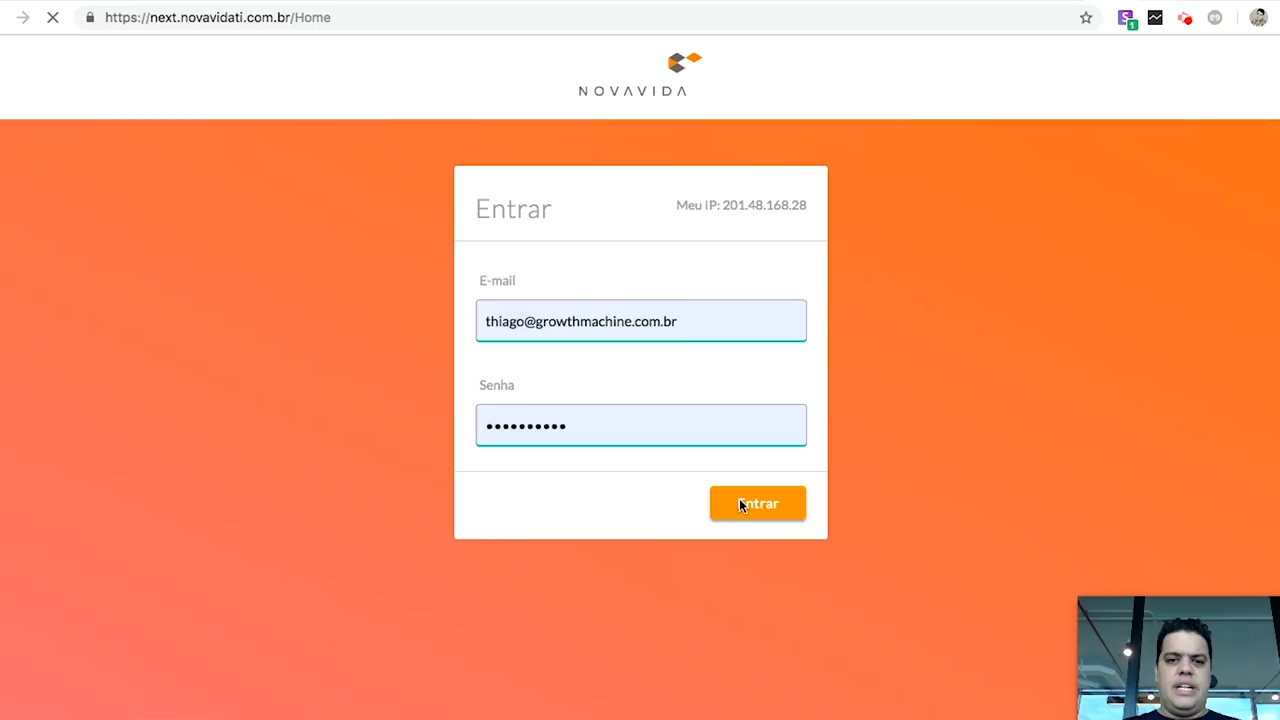 https://next.novavidati.com.br/Home
S
1
NOVAVIDA
Entrar
Meu IP: 201.48.168.28
E-mail
thiago@growthmachine.com.br
Senha
••••••••••
Entrar